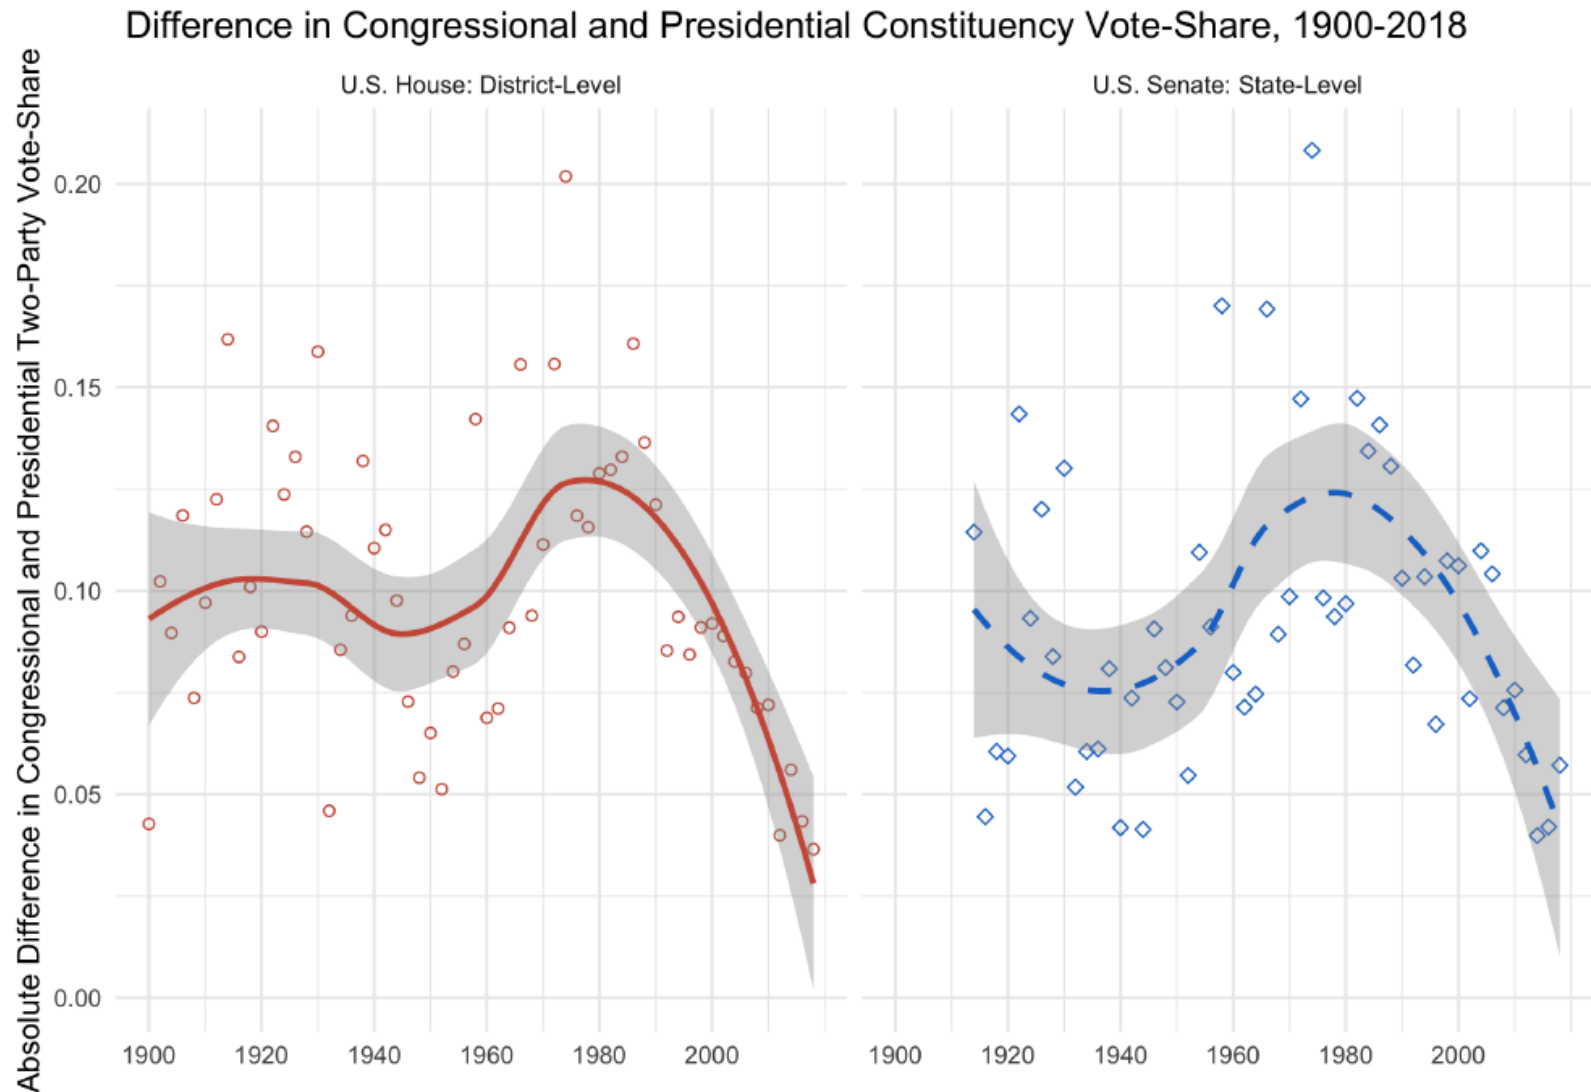 Difference in Congressional and Presidential Constituency Vote-Share, 1900-2018
U.S. House: District-Level
U.S. Senate: State-Level
Absolute Difference in Congressional and Presidential Two-Party Vote-Share
0.20
0.15
0.10
0.05
0.00
1900 1920 1940 1960 1980 2000
1900 1920 1940 1960 1980 2000